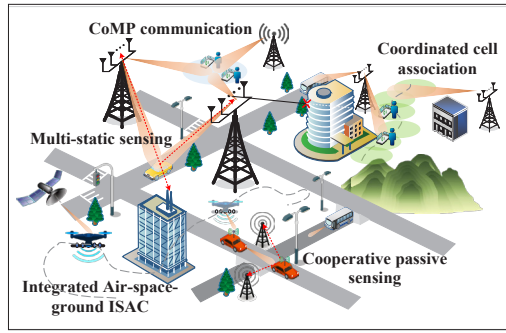 CoMP communication
Coordinated cell
association
Multi-static sensing
Cooperative passive
sensing
Integrated Air-space-
ground ISAC